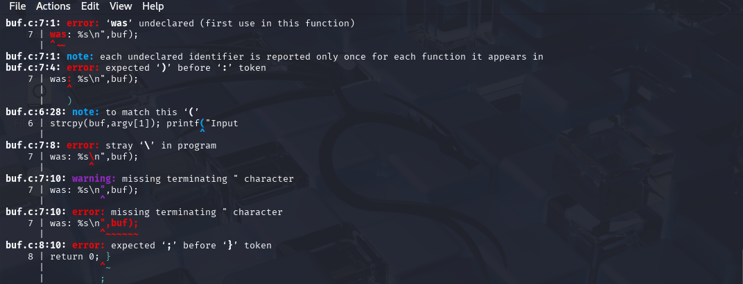 File Actions Edit View Help
buf.c:7:1: error: ‘was’ undeclared (first use in this function)
7 | was: %s\n",buf);
| ^~~
buf.c:7:1: note: each undeclared identifier is reported only once for each function it appears in
buf.c:7:4: error: expected ‘)’ before ‘:’ token
7 | was: %s\n",buf);
| ^
| )
buf.c:6:28: note: to match this ‘(’
6 | strcpy(buf,argv[1]); printf("Input
| ^
buf.c:7:8: error: stray ‘\’ in program
7 | was: %s\n",buf);
| ^
buf.c:7:10: warning: missing terminating " character
7 | was: %s\n",buf);
| ^
buf.c:7:10: error: missing terminating " character
7 | was: %s\n",buf);
| ^~~~~~~
buf.c:8:10: error: expected ‘;’ before ‘}’ token
8 | return 0; }
| ^~
| ;